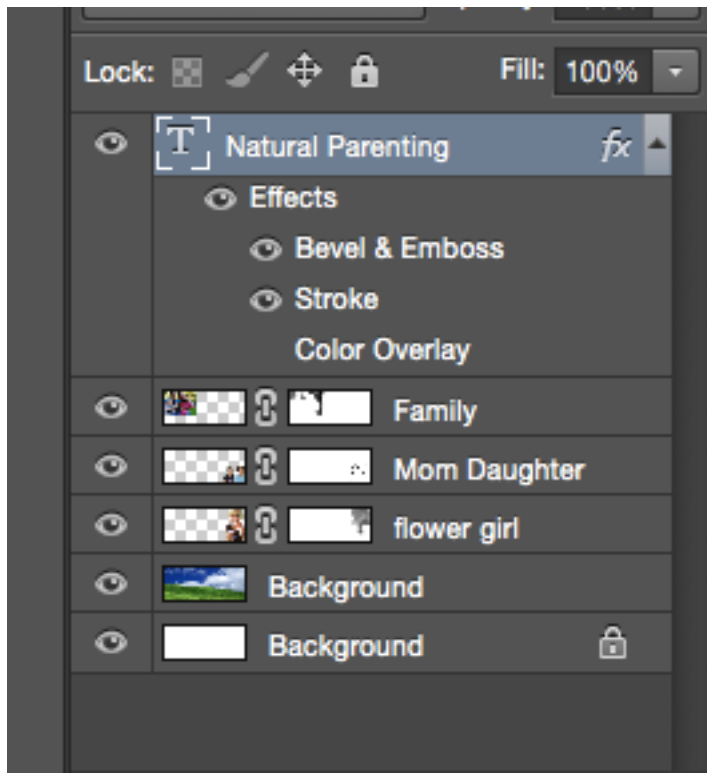 Lock:
Fill: 100%
T Natural Parenting fx
Effects
Bevel & Emboss
Stroke
Color Overlay
Family
Mom Daughter
flower girl
Background
Background